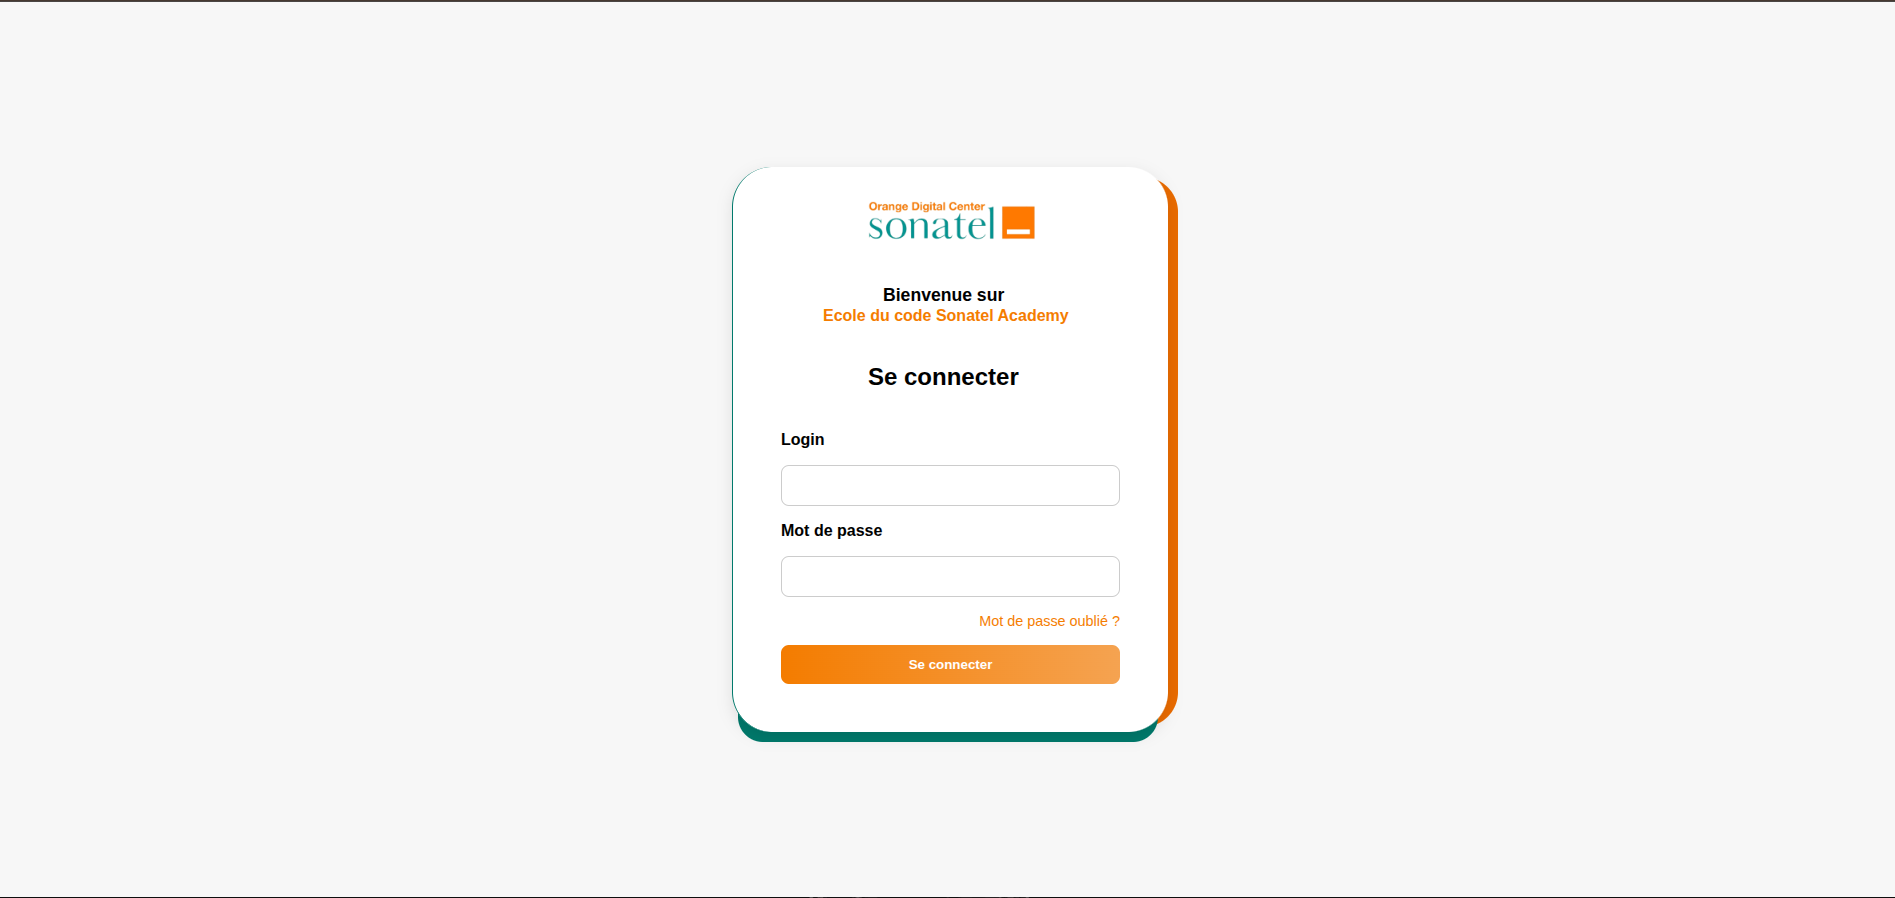 Orange Digital Center
sonatel
Bienvenue sur
Ecole du code Sonatel Academy
Se connecter
Login
Mot de passe
Mot de passe oublié ?
Se connecter